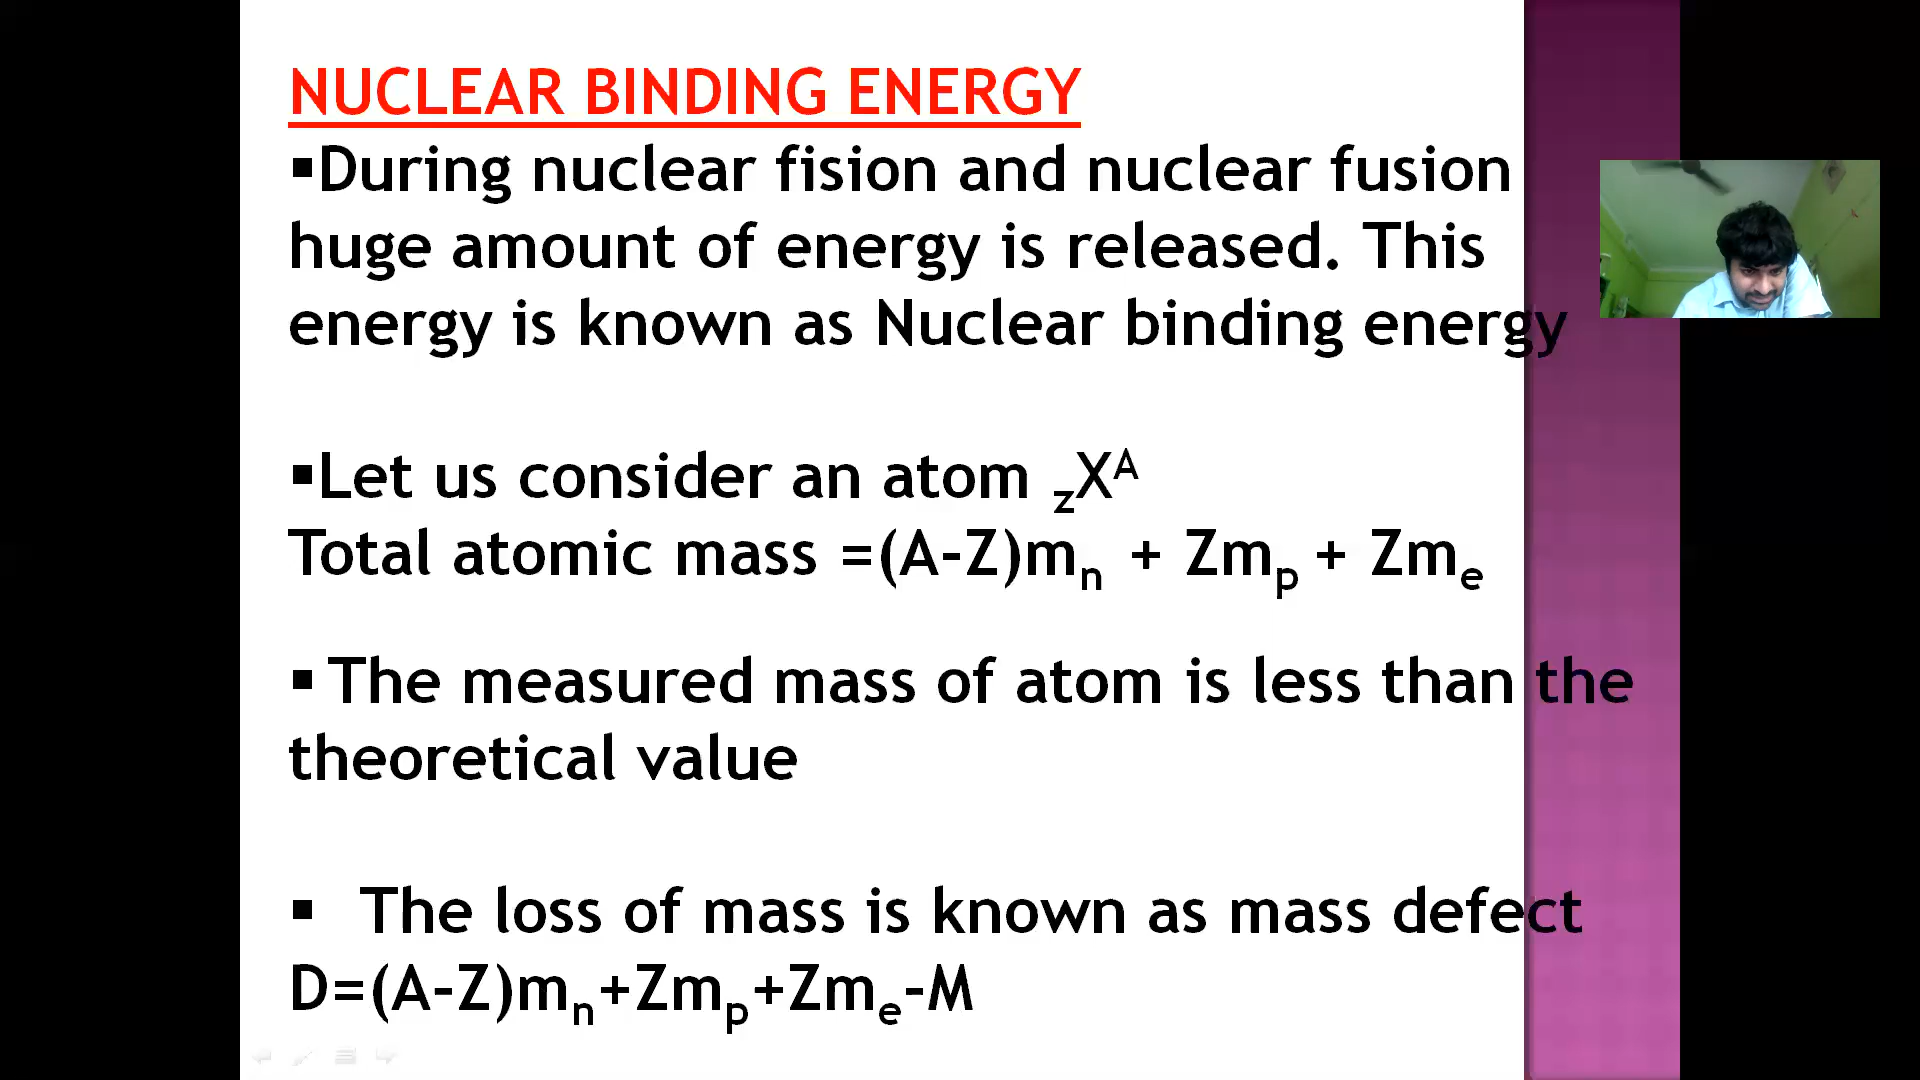 NUCLEAR BINDING ENERGY
▪During nuclear fision and nuclear fusion
huge amount of energy is released. This
energy is known as Nuclear binding energy
▪Let us consider an atom zXᴬ
Total atomic mass =(A-Z)mₙ + Zmₚ + Zmₑ
▪ The measured mass of atom is less than the
theoretical value
▪ The loss of mass is known as mass defect
D=(A-Z)mₙ+Zmₚ+Zmₑ-M